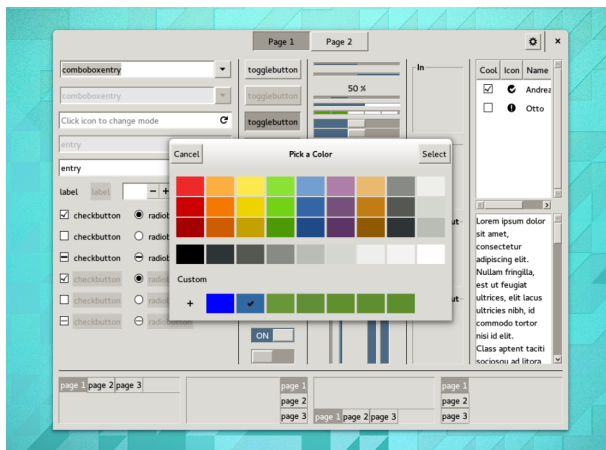 Page 1 Page 2
comboboxentry
comboboxentry
Click icon to change mode
entry
entry
label label
checkbutton
checkbutton
checkbutton
checkbutton
checkbutton
checkbutton
togglebutton
togglebutton
togglebutton
50 %
In
Cool Icon Name
Andrea
Otto
Cancel Pick a Color Select
Custom
ON
Lorem ipsum dolor
sit amet,
consectetur
adipiscing elit.
Nullam fringilla,
est ut feugiat
ultrices, elit lacus
ultricies nibh, id
commodo tortor
nisi id elit.
Class aptent taciti
sociosqu ad litora
page 1 page 2 page 3
page 1
page 2
page 3
page 1 page 2 page 3
page 1
page 2
page 3